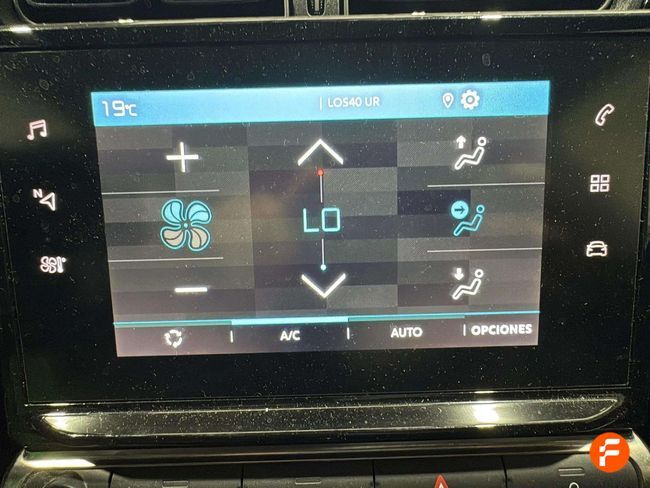 19°C
LOS40 UR
N
LO
A/C
AUTO
OPCIONES